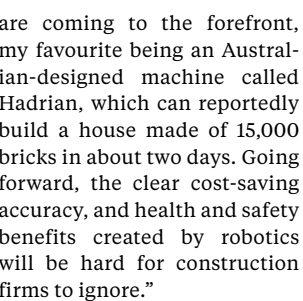 are coming to the forefront,
my favourite being an Austral-
ian-designed machine called
Hadrian, which can reportedly
build a house made of 15,000
bricks in about two days. Going
forward, the clear cost-saving
accuracy, and health and safety
benefits created by robotics
will be hard for construction
firms to ignore.”